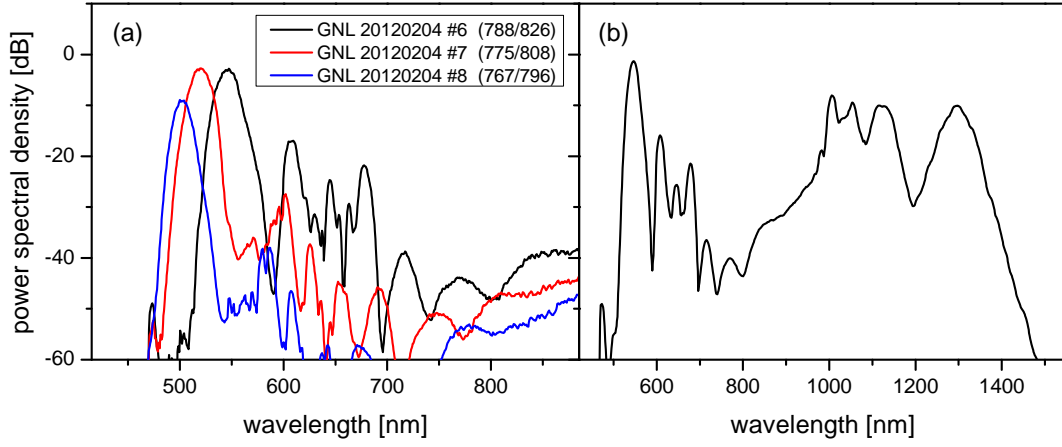 (a)
GNL 20120204 #6 (788/826)
GNL 20120204 #7 (775/808)
GNL 20120204 #8 (767/796)
(b)
power spectral density [dB]
0
-20
-40
-60
500 600 700 800
600 800 1000 1200 1400
wavelength [nm]
wavelength [nm]